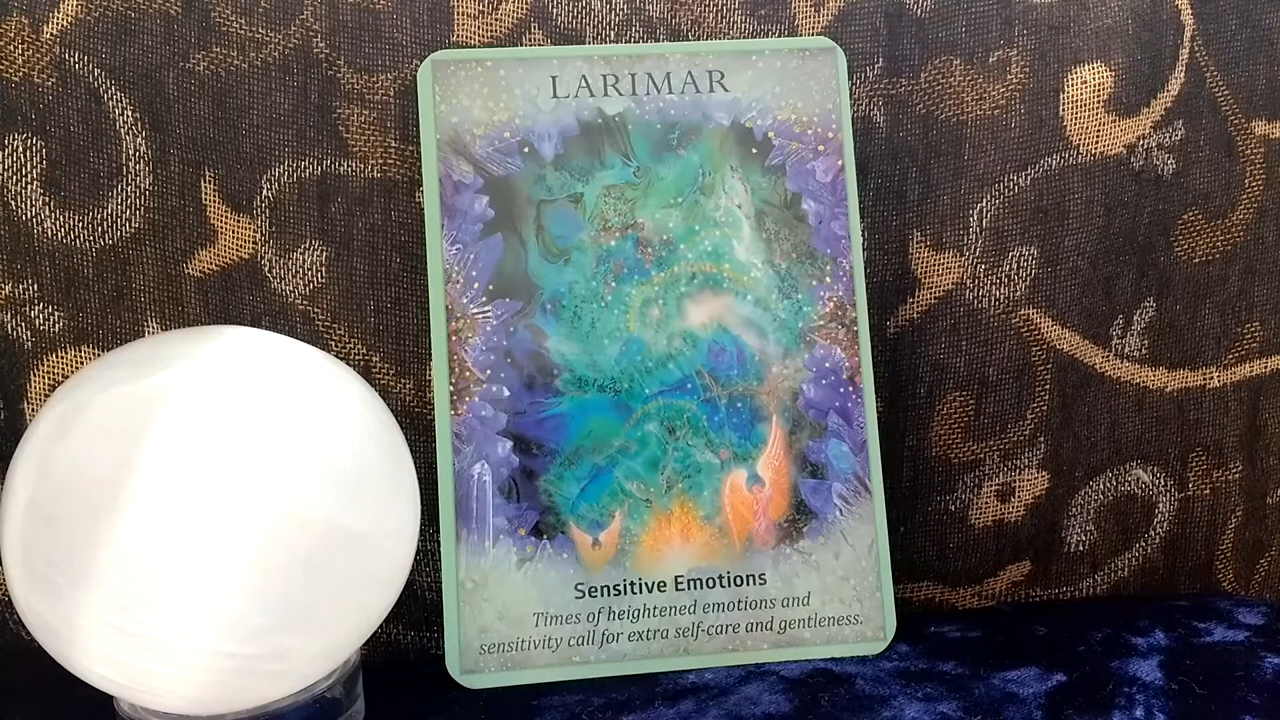 LARIMAR
Sensitive Emotions
Times of heightened emotions and
sensitivity call for extra self-care and gentleness.